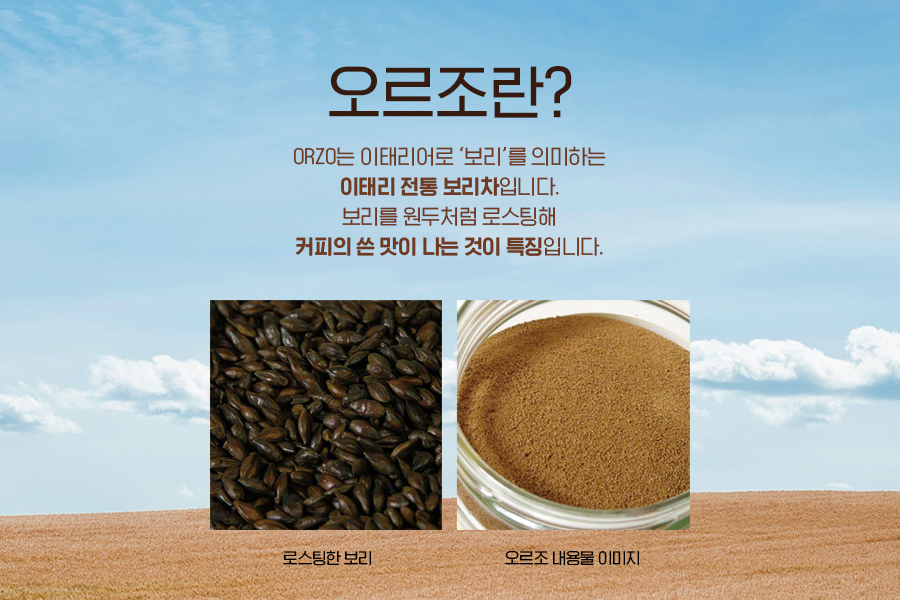 오르조란?
ORZO는 이태리어로 ‘보리’를 의미하는
이태리 전통 보리차입니다.
보리를 원두처럼 로스팅해
커피의 쓴 맛이 나는 것이 특징입니다.
로스팅한 보리
오르조 내용물 이미지